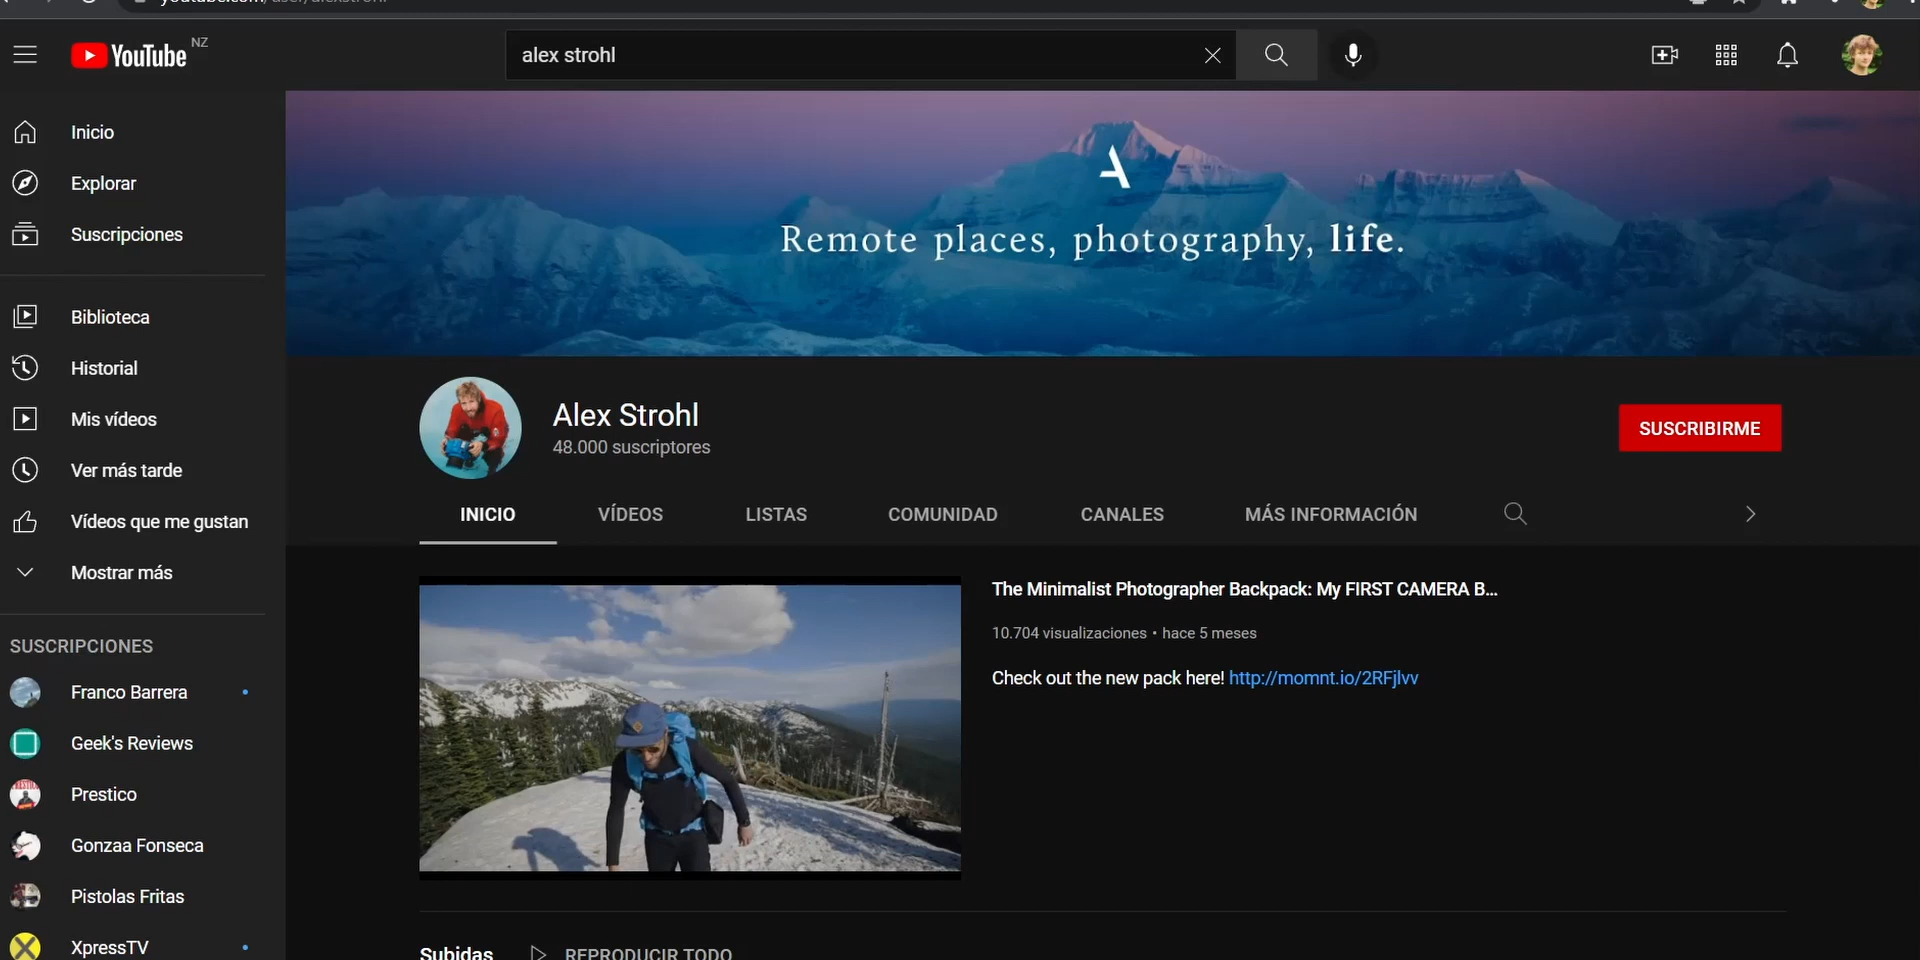 YouTube NZ
alex strohl
Inicio
Explorar
Suscripciones
Biblioteca
Historial
Mis vídeos
Ver más tarde
Vídeos que me gustan
Mostrar más
SUSCRIPCIONES
Franco Barrera
Geek's Reviews
Prestico
Gonzaa Fonseca
Pistolas Fritas
XpressTV
Remote places, photography, life.
Alex Strohl
48.000 suscriptores
SUSCRIBIRME
INICIO
VÍDEOS
LISTAS
COMUNIDAD
CANALES
MÁS INFORMACIÓN
The Minimalist Photographer Backpack: My FIRST CAMERA B...
10.704 visualizaciones • hace 5 meses
Check out the new pack here! http://momnt.io/2RFjlvv
Subidas
REPRODUCIR TODO